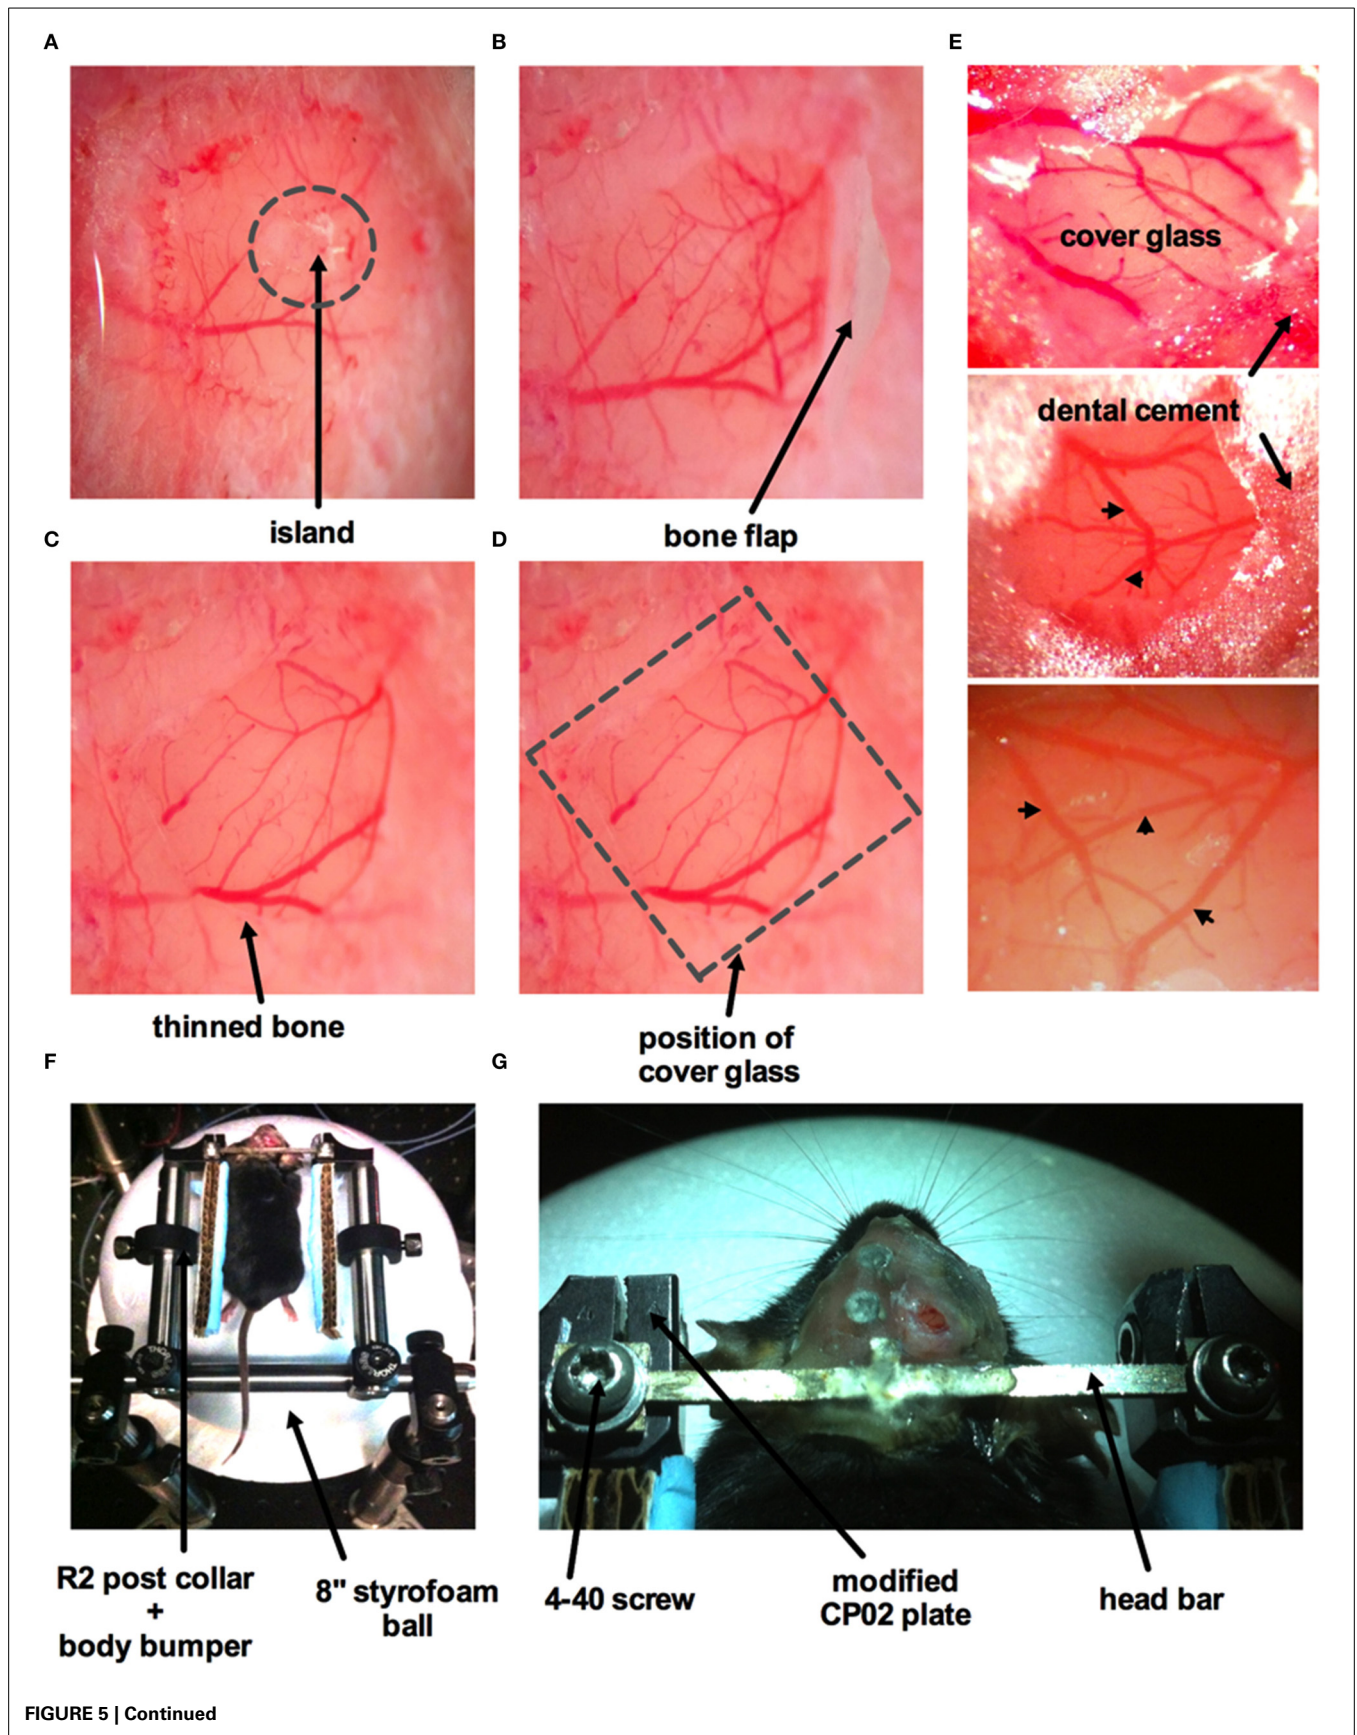 A
B
E
cover glass
dental cement
island
bone flap
C
D
thinned bone
position of
cover glass
F
G
R2 post collar
+
body bumper
8" styrofoam
ball
4-40 screw
modified
CP02 plate
head bar
FIGURE 5 | Continued